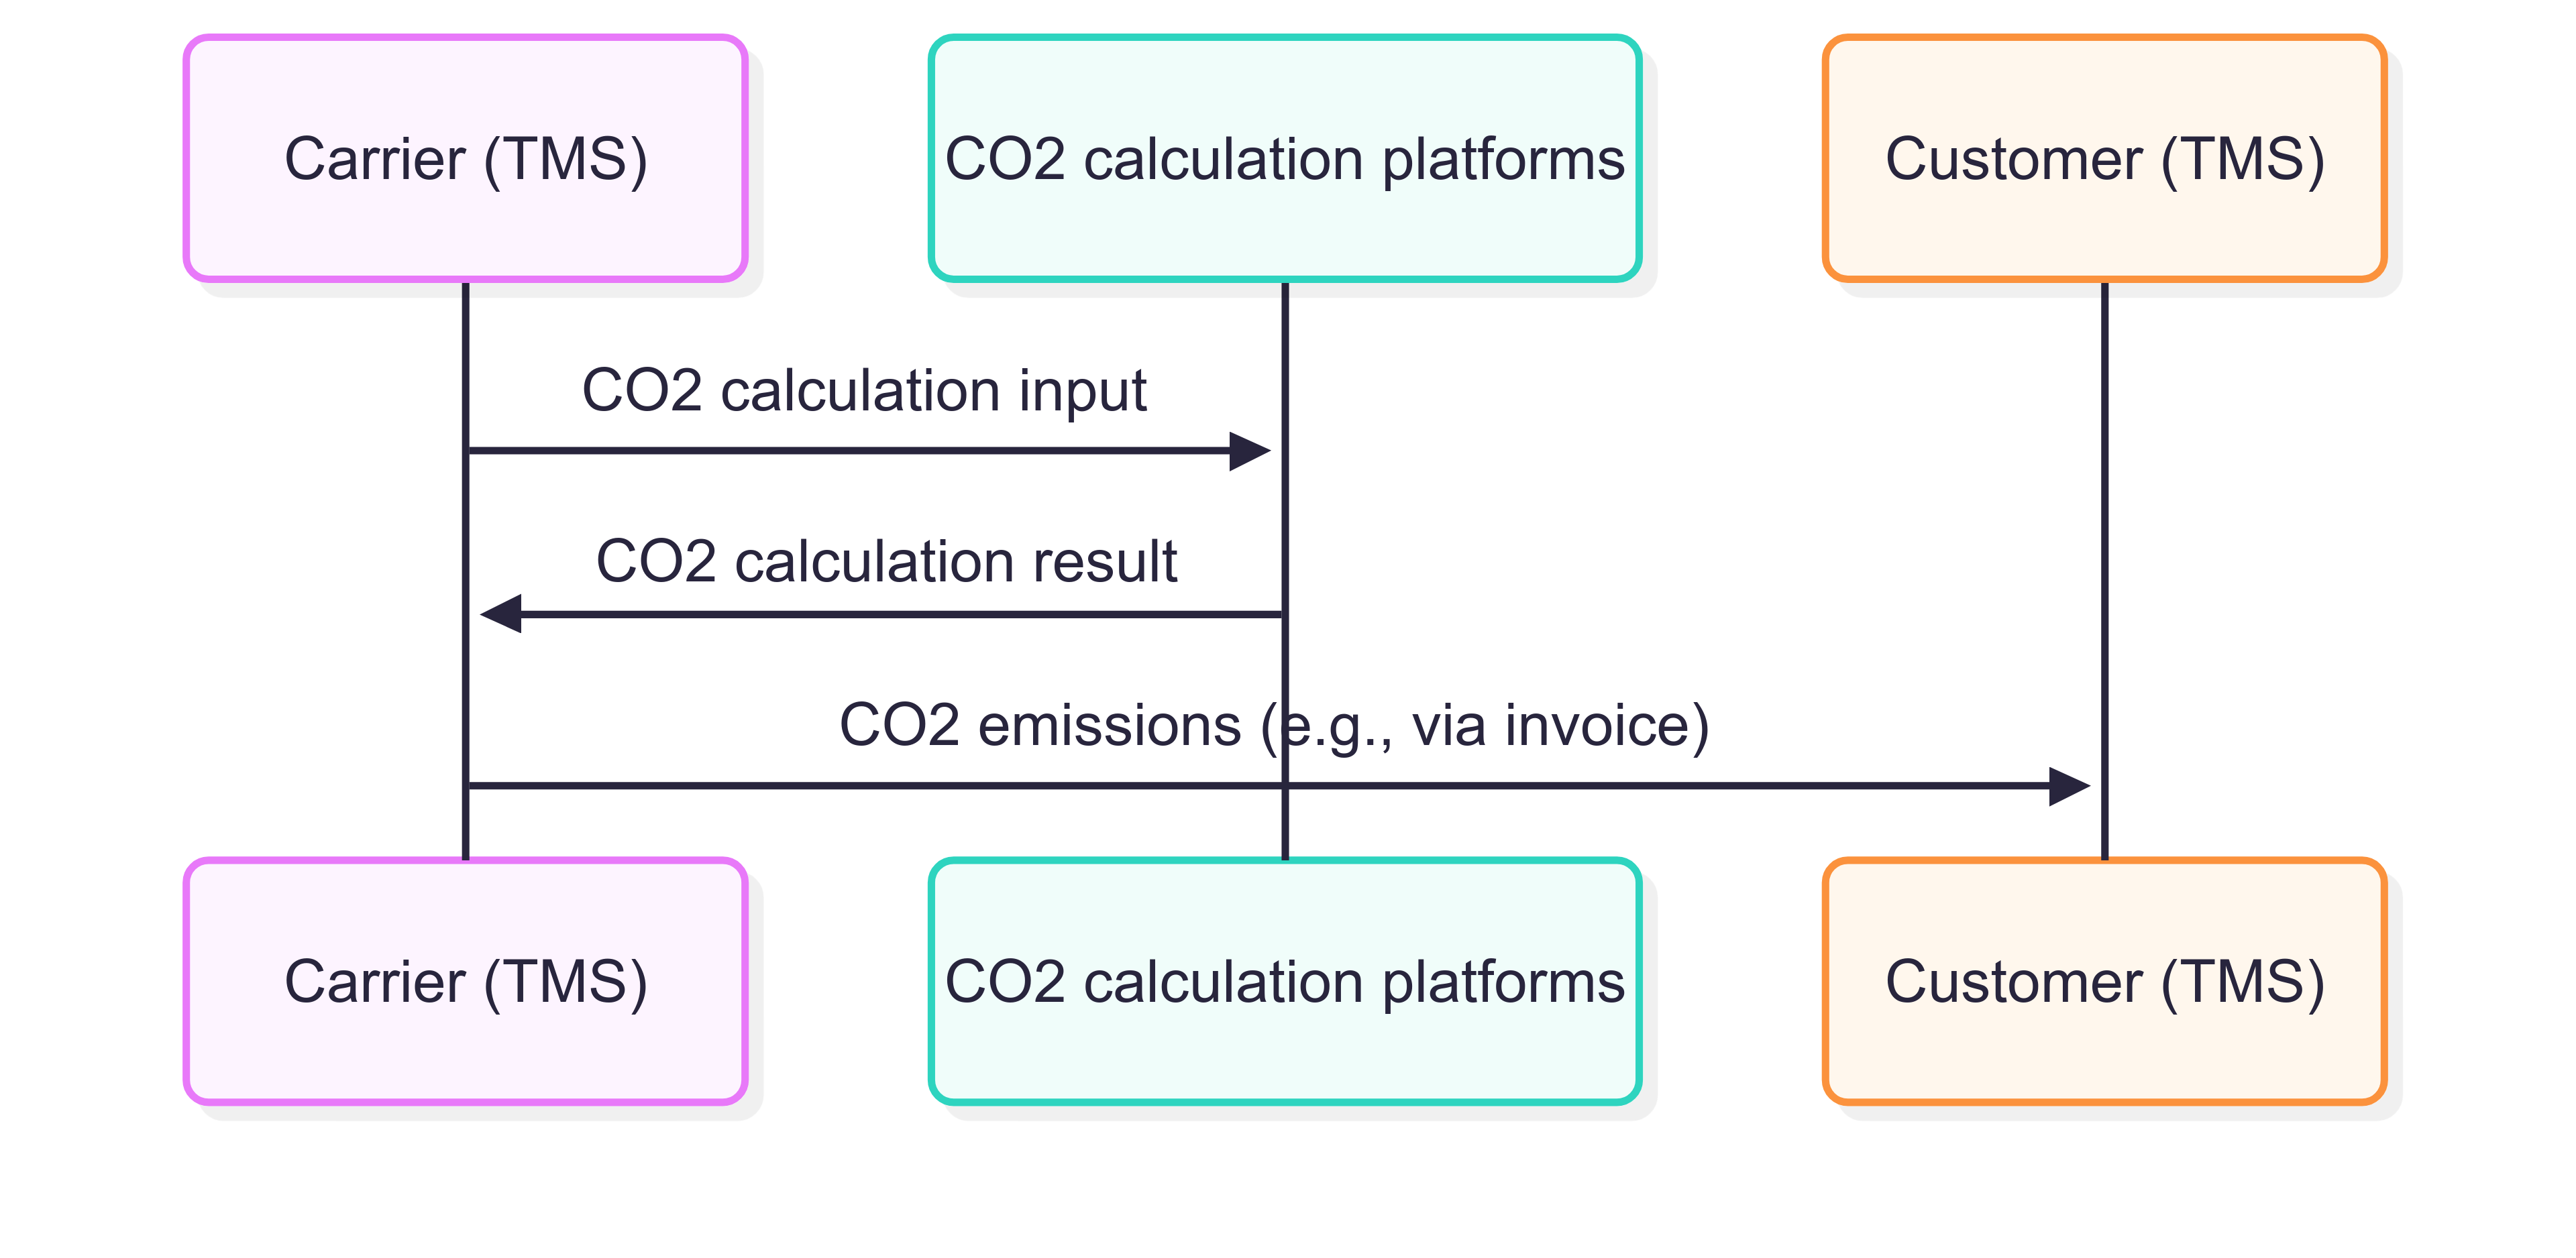 Carrier (TMS)
CO2 calculation platforms
Customer (TMS)
CO2 calculation input
CO2 calculation result
CO2 emissions (e.g., via invoice)
Carrier (TMS)
CO2 calculation platforms
Customer (TMS)